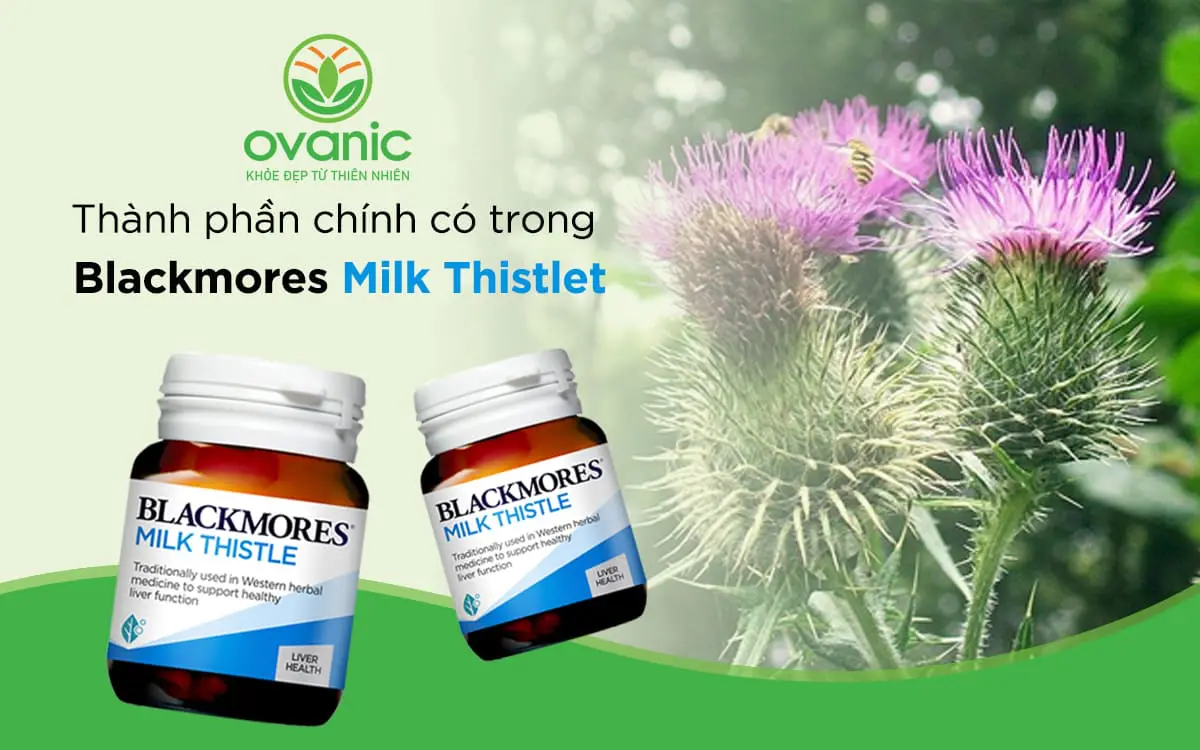 ovanic
KHỎE ĐẸP TỪ THIÊN NHIÊN
Thành phần chính có trong
Blackmores Milk Thistlet
BLACKMORES®
MILK THISTLE
Traditionally used in Western herbal
medicine to support healthy
liver function
LIVER
HEALTH
BLACKMORES®
MILK THISTLE
Traditionally used in Western herbal
medicine to support healthy
liver function
LIVER
HEALTH